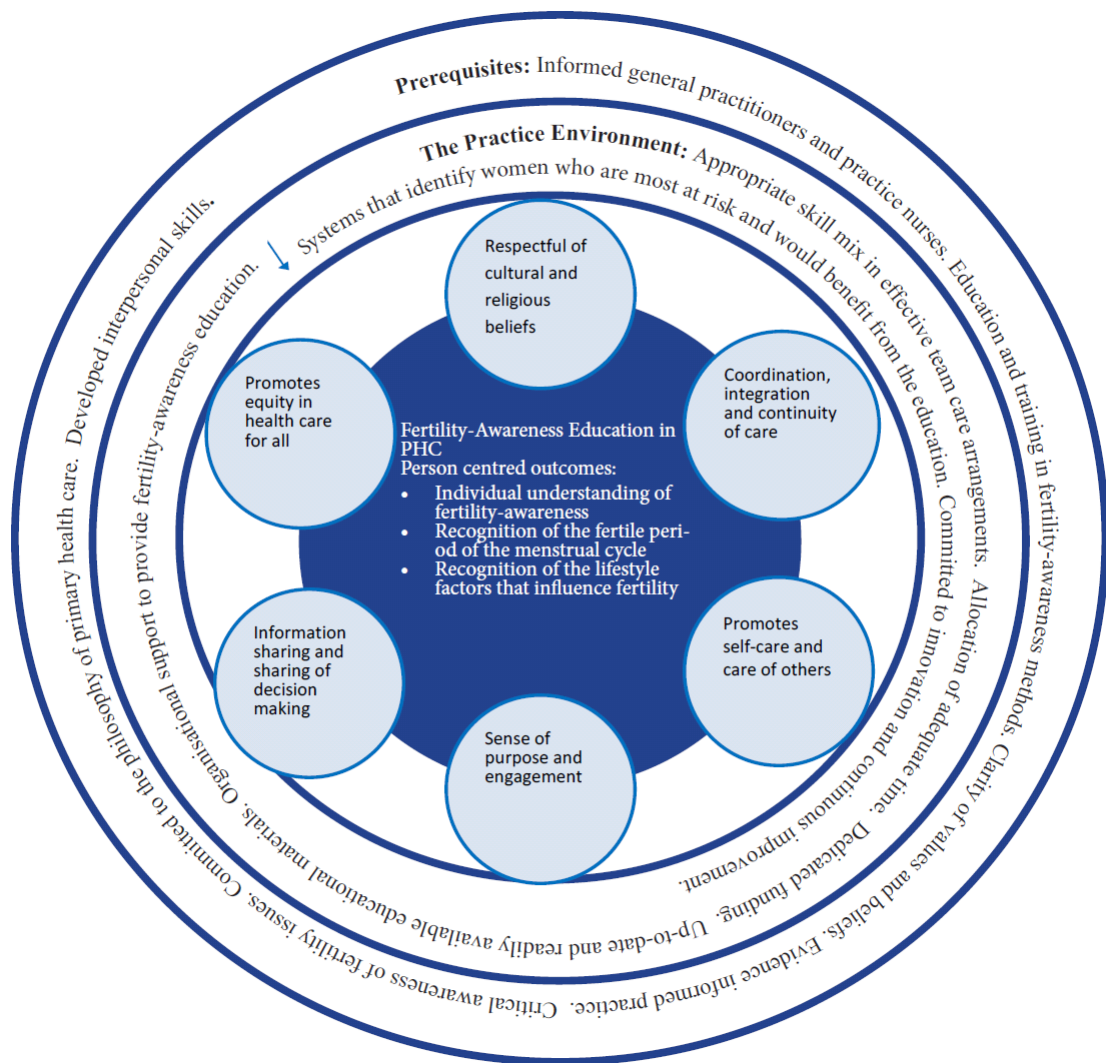 Prerequisites: Informed general practitioners and practice nurses. Education and training in fertility-awareness methods. Clarity of values and beliefs. Evidence informed practice. Critical awareness of fertility issues. Committed to the philosophy of primary health care. Developed interpersonal skills.
The Practice Environment: Appropriate skill mix in effective team care arrangements. Allocation of adequate time. Dedicated funding. Up-to-date and readily available educational materials. Organisational support to provide fertility-awareness education.
Systems that identify women who are most at risk and would benefit from the education. Committed to innovation and continuous improvement.
Respectful of
cultural and
religious
beliefs
Coordination,
integration
and continuity
of care
Promotes
self-care and
care of others
Sense of
purpose and
engagement
Information
sharing and
sharing of
decision
making
Promotes
equity in
health care
for all
Fertility-Awareness Education in
PHC
Person centred outcomes:
• Individual understanding of
fertility-awareness
• Recognition of the fertile peri-
od of the menstrual cycle
• Recognition of the lifestyle
factors that influence fertility